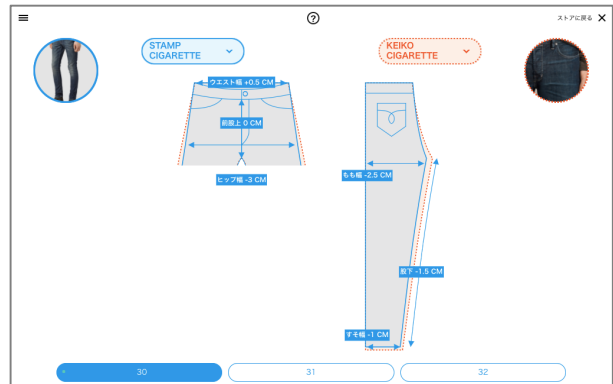 ストアに戻る ✕
STAMP
CIGARETTE
KEIKO
CIGARETTE
ウエスト幅 +0.5 CM
前股上 0 CM
ヒップ幅 -3 CM
もも幅 -2.5 CM
股下 -1.5 CM
すそ幅 -1 CM
30
31
32